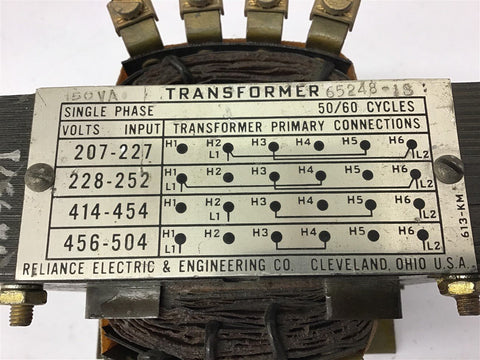 150VA TRANSFORMER 65248-1S
SINGLE PHASE 50/60 CYCLES
VOLTS INPUT TRANSFORMER PRIMARY CONNECTIONS
207-227 H1 H2 H3 H4 H5 H6
L1 L2
228-252 H1 H2 H3 H4 H5 H6
L1 L2
414-454 H1 H2 H3 H4 H5 H6
L1 L2
456-504 H1 H2 H3 H4 H5 H6
L1 L2
RELIANCE ELECTRIC & ENGINEERING CO. CLEVELAND, OHIO U.S.A.
613-KM